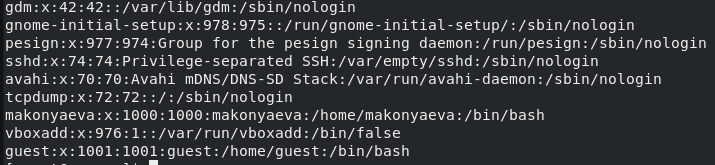 gdm:x:42:42::/var/lib/gdm:/sbin/nologin
gnome-initial-setup:x:978:975::/run/gnome-initial-setup/:/sbin/nologin
pesign:x:977:974:Group for the pesign signing daemon:/run/pesign:/sbin/nologin
sshd:x:74:74:Privilege-separated SSH:/var/empty/sshd:/sbin/nologin
avahi:x:70:70:Avahi mDNS/DNS-SD Stack:/var/run/avahi-daemon:/sbin/nologin
tcpdump:x:72:72::/:/sbin/nologin
makonyaeva:x:1000:1000:makonyaeva:/home/makonyaeva:/bin/bash
vboxadd:x:976:1::/var/run/vboxadd:/bin/false
guest:x:1001:1001:guest:/home/guest:/bin/bash